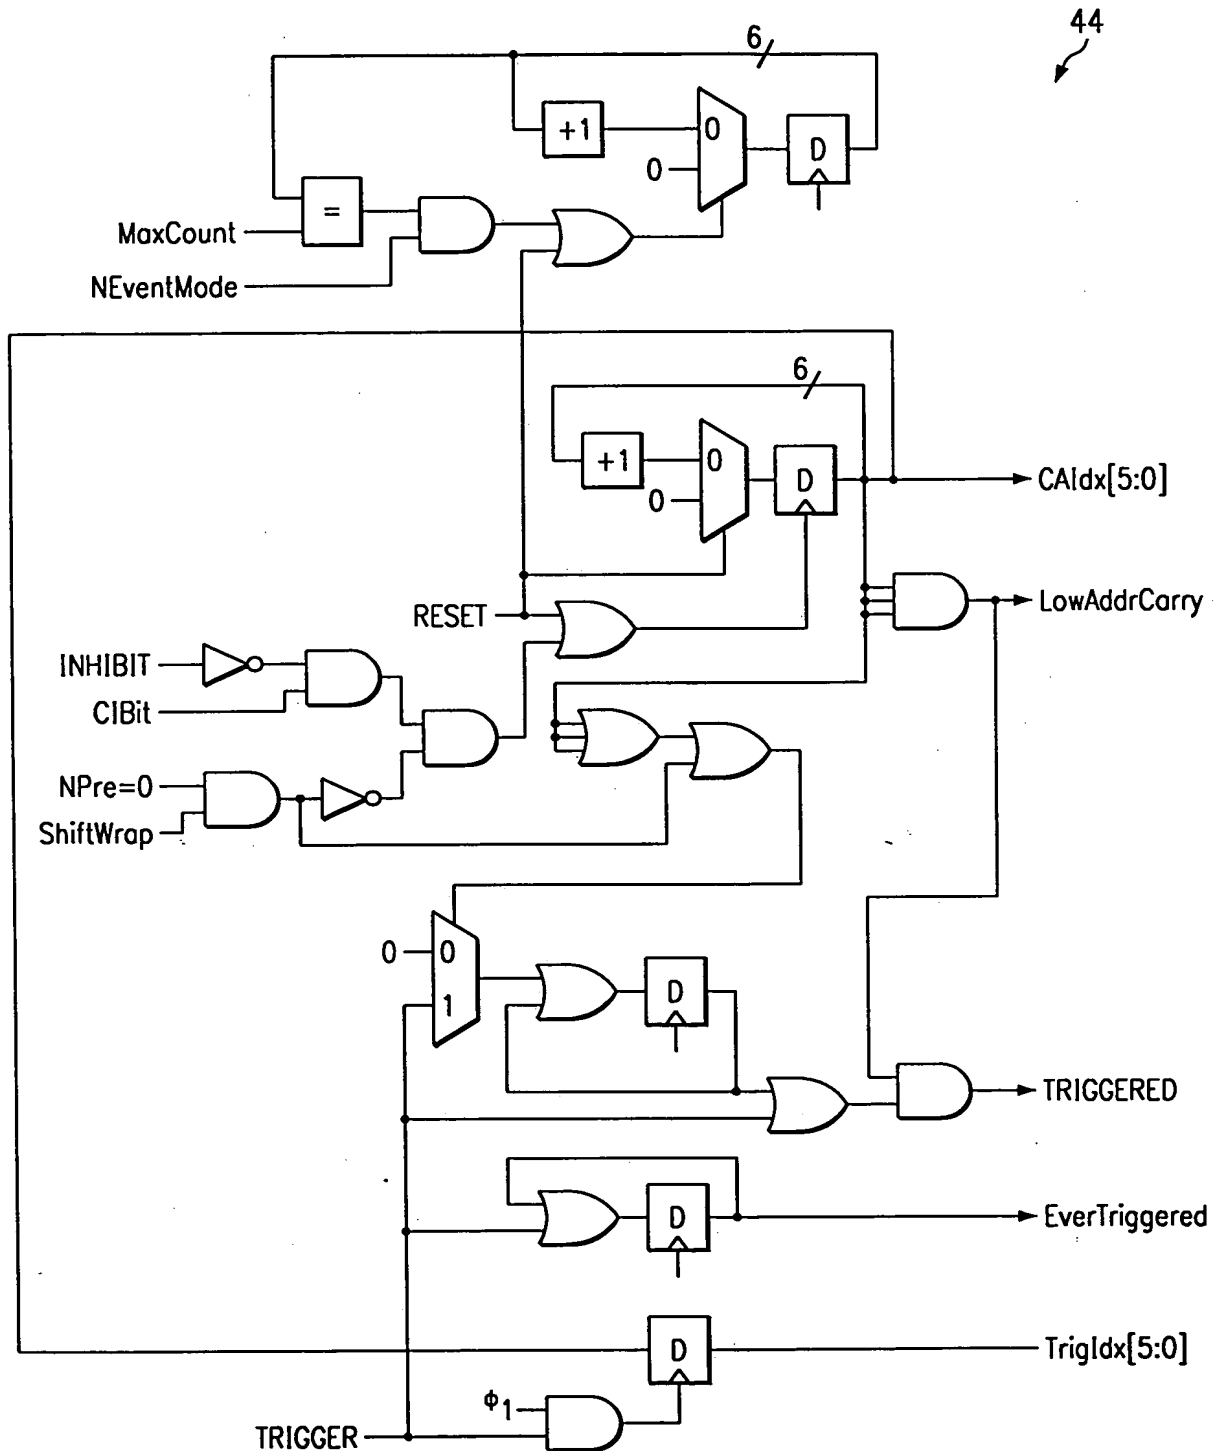 44
6
+1
0
D
0
=
MaxCount
NEventMode
6
+1
0
D
0
CAIdx[5:0]
LowAddrCarry
RESET
INHIBIT
CIBit
NPre=0
ShiftWrap
0
0
1
D
TRIGGERED
D
EverTriggered
D
TrigIdx[5:0]
Φ1
TRIGGER